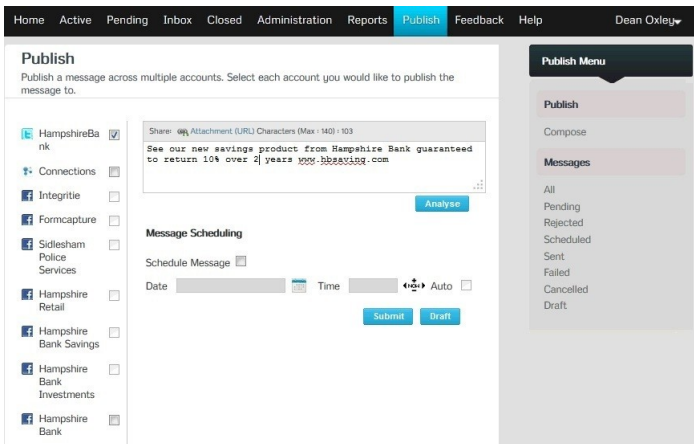 Home Active Pending Inbox Closed Administration Reports Publish Feedback Help Dean Oxley
Publish
Publish a message across multiple accounts. Select each account you would like to publish the
message to.
HampshireBa
nk
Connections
Integritie
Formcapture
Sidlesham
Police
Services
Hampshire
Retail
Hampshire
Bank Savings
Hampshire
Bank
Investments
Hampshire
Bank
Share: Attachment (URL) Characters (Max : 140) : 103
See our new savings product from Hampshire Bank guaranteed
to return 10% over 2 years www.hbsaving.com
Analyse
Message Scheduling
Schedule Message
Date Time NOW Auto
Submit Draft
Publish Menu
Publish
Compose
Messages
All
Pending
Rejected
Scheduled
Sent
Failed
Cancelled
Draft